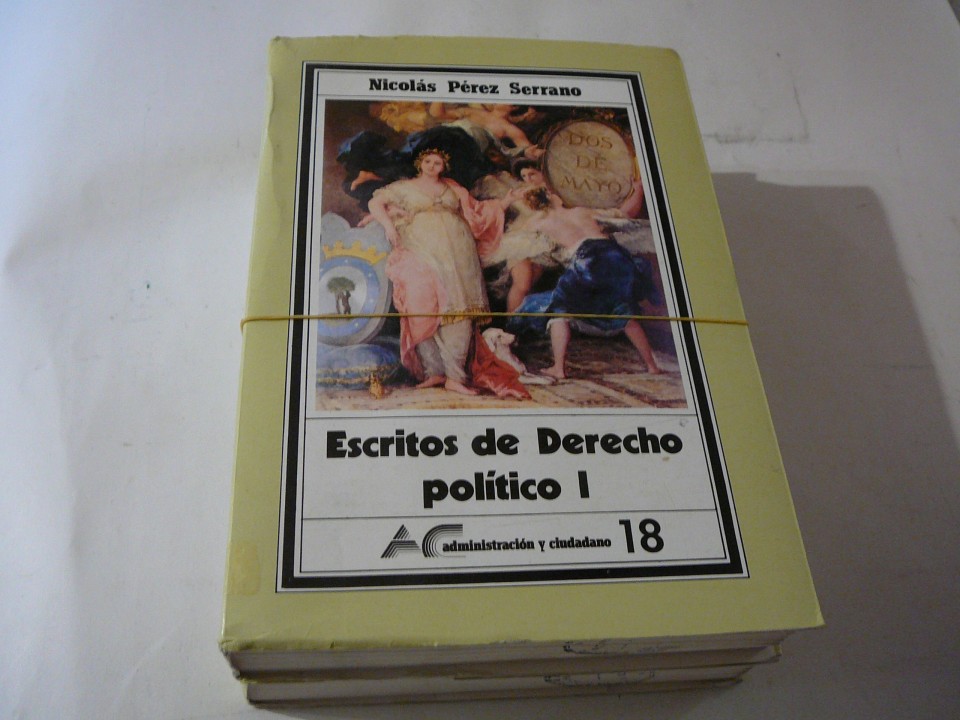 Nicolás Pérez Serrano
DOS
DE
MAYO
Escritos de Derecho
político I
AC administración y ciudadano 18